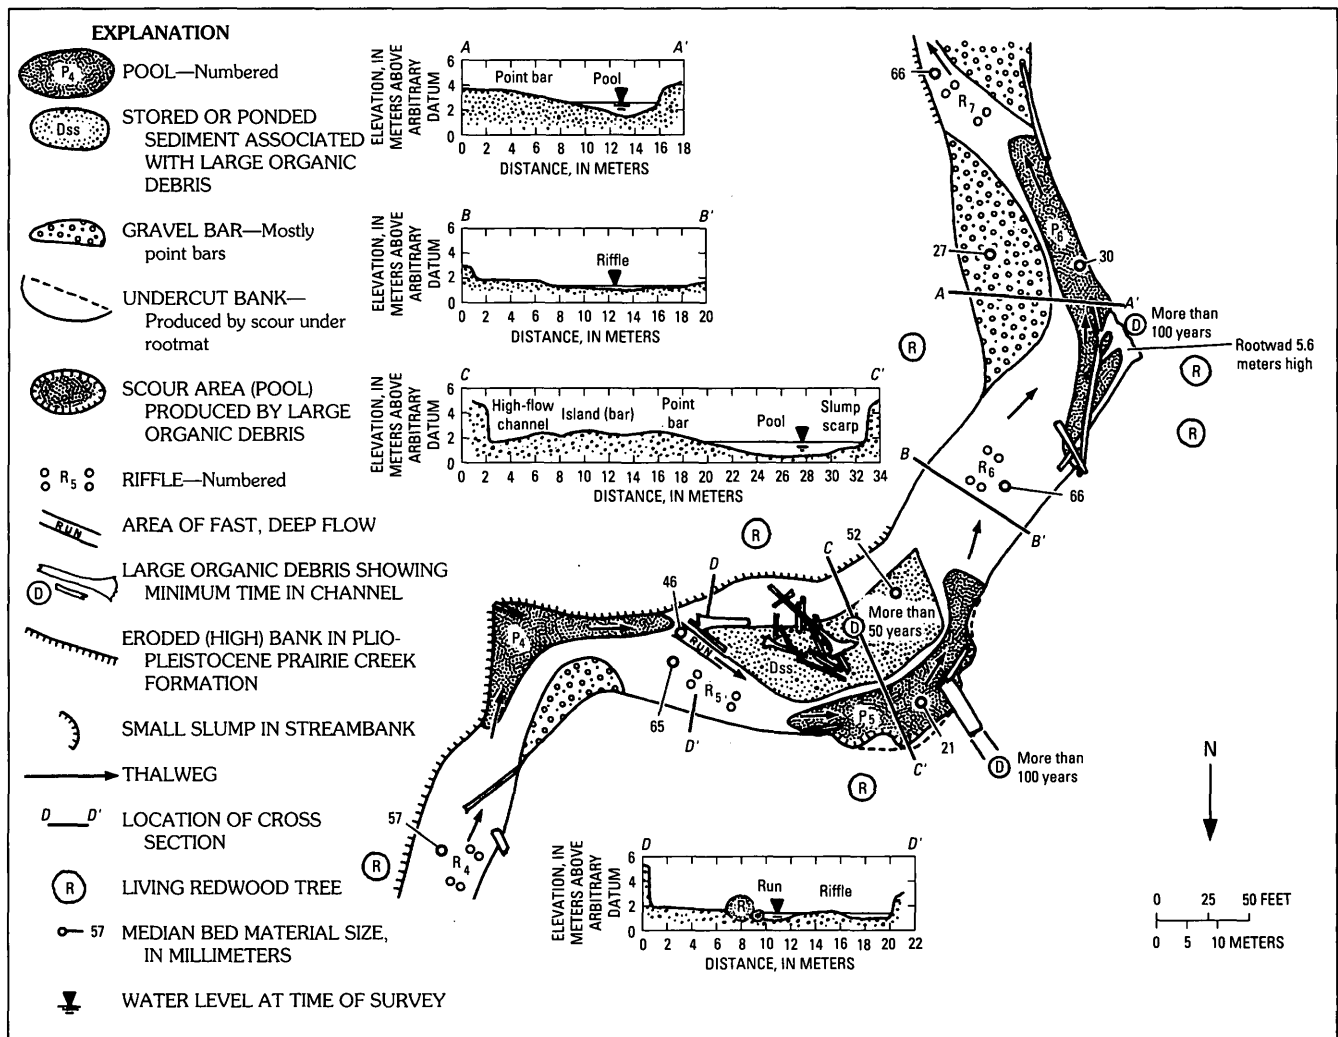 EXPLANATION
P4
POOL—Numbered
Dss
STORED OR PONDED
SEDIMENT ASSOCIATED
WITH LARGE ORGANIC
DEBRIS
GRAVEL BAR—Mostly
point bars
UNDERCUT BANK—
Produced by scour under
rootmat
SCOUR AREA (POOL)
PRODUCED BY LARGE
ORGANIC DEBRIS
R5
RIFFLE—Numbered
RUN
AREA OF FAST, DEEP FLOW
D
LARGE ORGANIC DEBRIS SHOWING
MINIMUM TIME IN CHANNEL
ERODED (HIGH) BANK IN PLIO-
PLEISTOCENE PRAIRIE CREEK
FORMATION
SMALL SLUMP IN STREAMBANK
THALWEG
D D'
LOCATION OF CROSS
SECTION
R
LIVING REDWOOD TREE
57
MEDIAN BED MATERIAL SIZE,
IN MILLIMETERS
WATER LEVEL AT TIME OF SURVEY
A A'
ELEVATION, IN
METERS ABOVE
ARBITRARY
DATUM
6
4
2
0
Point bar Pool
0 2 4 6 8 10 12 14 16 18
DISTANCE, IN METERS
B B'
ELEVATION, IN
METERS ABOVE
ARBITRARY
DATUM
6
4
2
0
Riffle
0 2 4 6 8 10 12 14 16 18 20
DISTANCE, IN METERS
C C'
ELEVATION, IN
METERS ABOVE
ARBITRARY
DATUM
6
4
2
0
High-flow
channel
Island (bar)
Point
bar
Pool
Slump
scarp
0 2 4 6 8 10 12 14 16 18 20 22 24 26 28 30 32 34
DISTANCE, IN METERS
66
R7
P6
27
30
A A'
D
More than
100 years
Rootwad 5.6
meters high
R
R
R
B
R6
66
B'
R
52
C
D
46
RUN
More than
50 years
D
Dss
P4
R5
65
D'
P5
21
C'
D
More than
100 years
R
57
R4
R
N
0 25 50 FEET
0 5 10 METERS
D D'
ELEVATION, IN
METERS ABOVE
ARBITRARY
DATUM
6
4
2
0
R
Run
Riffle
0 2 4 6 8 10 12 14 16 18 20 22
DISTANCE, IN METERS